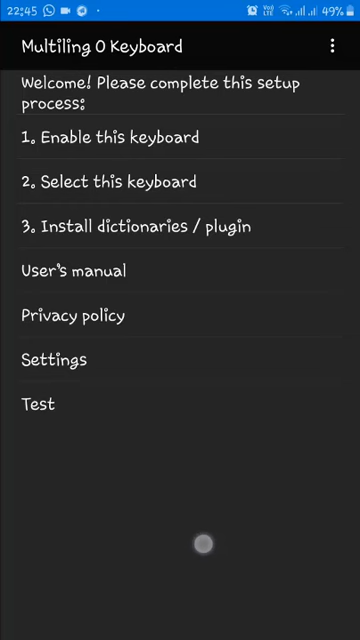 22:45
49%
Multiling O Keyboard
Welcome! Please complete this setup
process:
1. Enable this keyboard
2. Select this keyboard
3. Install dictionaries / plugin
User's manual
Privacy policy
Settings
Test